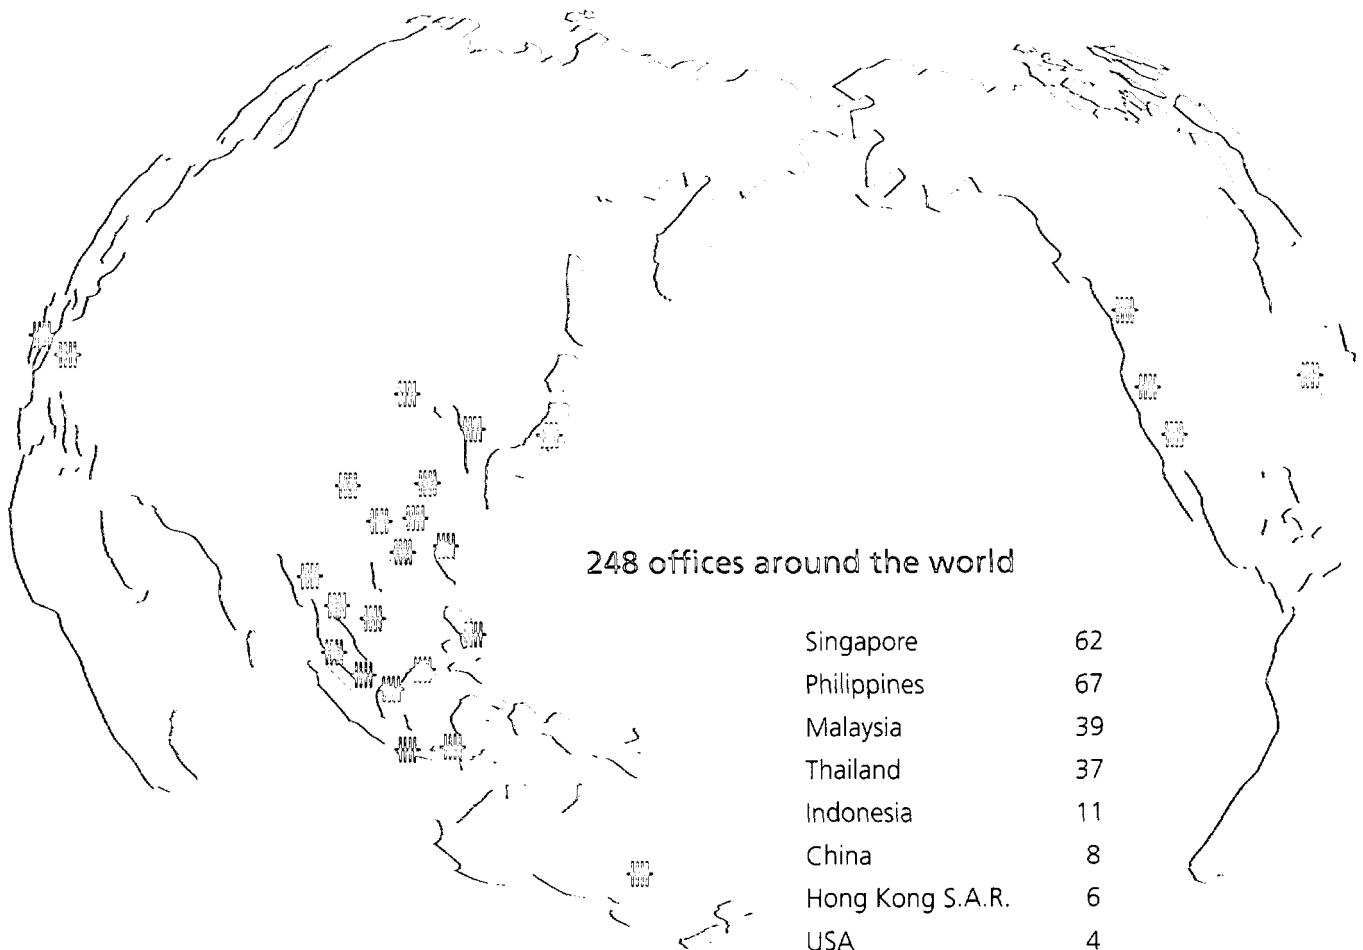 248 offices around the world
Singapore 62
Philippines 67
Malaysia 39
Thailand 37
Indonesia 11
China 8
Hong Kong S.A.R. 6
USA 4